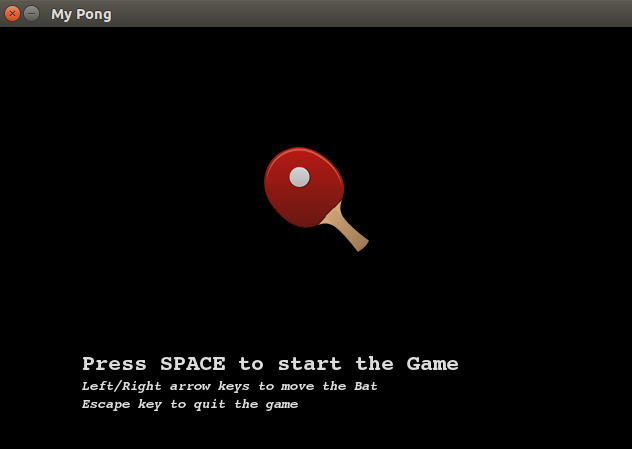 My Pong
Press SPACE to start the Game
Left/Right arrow keys to move the Bat
Escape key to quit the game